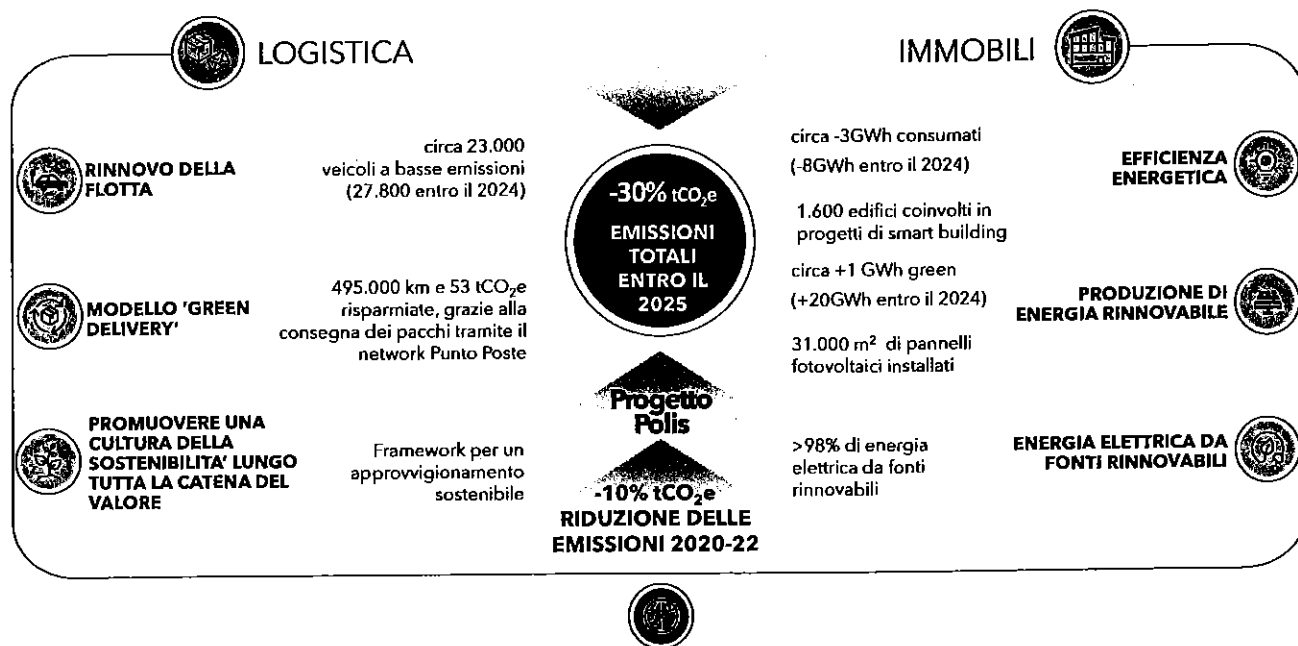 LOGISTICA
RINNOVO DELLA
FLOTTA
circa 23.000
veicoli a basse emissioni
(27.800 entro il 2024)
MODELLO 'GREEN
DELIVERY'
495.000 km e 53 tCO₂e
risparmiate, grazie alla
consegna dei pacchi tramite il
network Punto Poste
PROMUOVERE UNA
CULTURA DELLA
SOSTENIBILITA' LUNGO
TUTTA LA CATENA DEL
VALORE
Framework per un
approvvigionamento
sostenibile
-30% tCO₂e
EMISSIONI
TOTALI
ENTRO IL
2025
Progetto
Polis
-10% tCO₂e
RIDUZIONE DELLE
EMISSIONI 2020-22
IMMOBILI
circa -3GWh consumati
(-8GWh entro il 2024)
1.600 edifici coinvolti in
progetti di smart building
EFFICIENZA
ENERGETICA
circa +1 GWh green
(+20GWh entro il 2024)
31.000 m² di pannelli
fotovoltaici installati
PRODUZIONE DI
ENERGIA RINNOVABILE
>98% di energia
elettrica da fonti
rinnovabili
ENERGIA ELETTRICA DA
FONTI RINNOVABILI